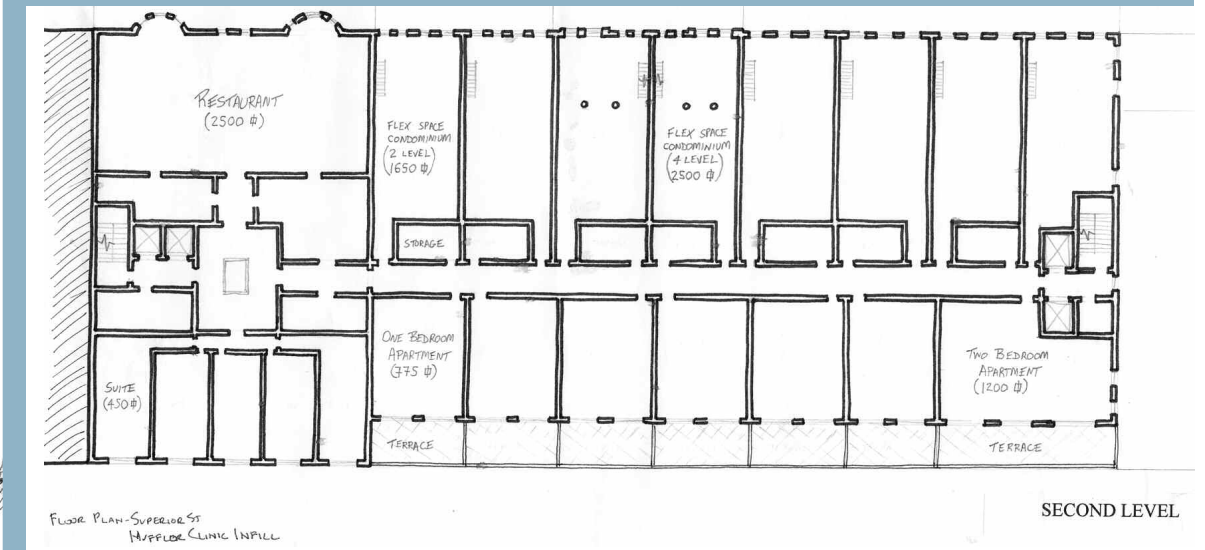 RESTAURANT
(2500 ⏀)
FLEX SPACE
CONDOMINIUM
(2 LEVEL)
(1650 ⏀)
FLEX SPACE
CONDOMINIUM
(4 LEVEL)
(2500 ⏀)
STORAGE
ONE BEDROOM
APARTMENT
(775 ⏀)
TWO BEDROOM
APARTMENT
(1200 ⏀)
SUITE
(450 ⏀)
TERRACE
TERRACE
FLOOR PLAN-SUPERIOR ST
MUFFLER CLINIC INFILL
SECOND LEVEL